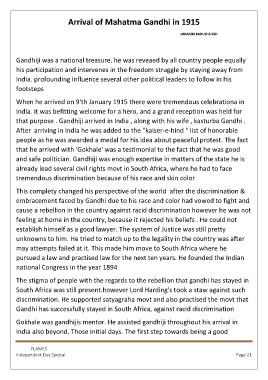 Arrival of Mahatma Gandhi in 1915
Gandhiji was a national treasure. he was reveaed by all country people equally
his participation and intervenes in the freedom struggle by staying away from
India. profounding influence several other political leaders to follow in his
footsteps
When he arrived on 9'th January 1915 there were tremendous celebrationa in
India. it was befitting welcome for a hero, and a grand reception was held for
that purpose . Gandhiji arrived in India , along with his wife , kasturba Gandhi .
After arriving in India he was added to the "kaiser-e-hind " list of honorable
people as he was awarded a medal for his idea about peaceful protest. The fact
that he arrived with 'Gokhale' was a testimonial to the fact that he was good
and safe politician. Gandhiji was enough expertise in matters of the state he is
already lead several civil rights movt in South Africa, where he had to face
tremendous discrimination because of his race and skin color
This complety changed his perspective of the world after the discrimination &
embracement faced by Gandhi due to his race and color had vowed to fight and
cause a rebellion in the country against racist discrimination however he was not
feeling at home in the country, because it rejected his beliefs . He could not
establish himself as a good lawyer. The system of Justice was still pretty
unknowns to him. He tried to match up to the legality in the country was after
may attempts failed at it. This made him move to South Africa where he
pursued a law and practised law for the next ten years. He founded the Indian
national Congress in the year 1894
The stigma of people with the regards to the rebellion that gandhi has stayed in
South Africa was still present.however Lord Harding's took a stav against such
discrimination. He supported satyagraha movt and also practised the movt that
Gandhi has successfully stayed in South Africa, against racial discrimination
Gokhale was gandhijis mentor. He assisted gandhiji throughout his arrival in
India also beyond. Those initial days. The first step towards being a good
FLAMES
Independent Day Special
Page 21